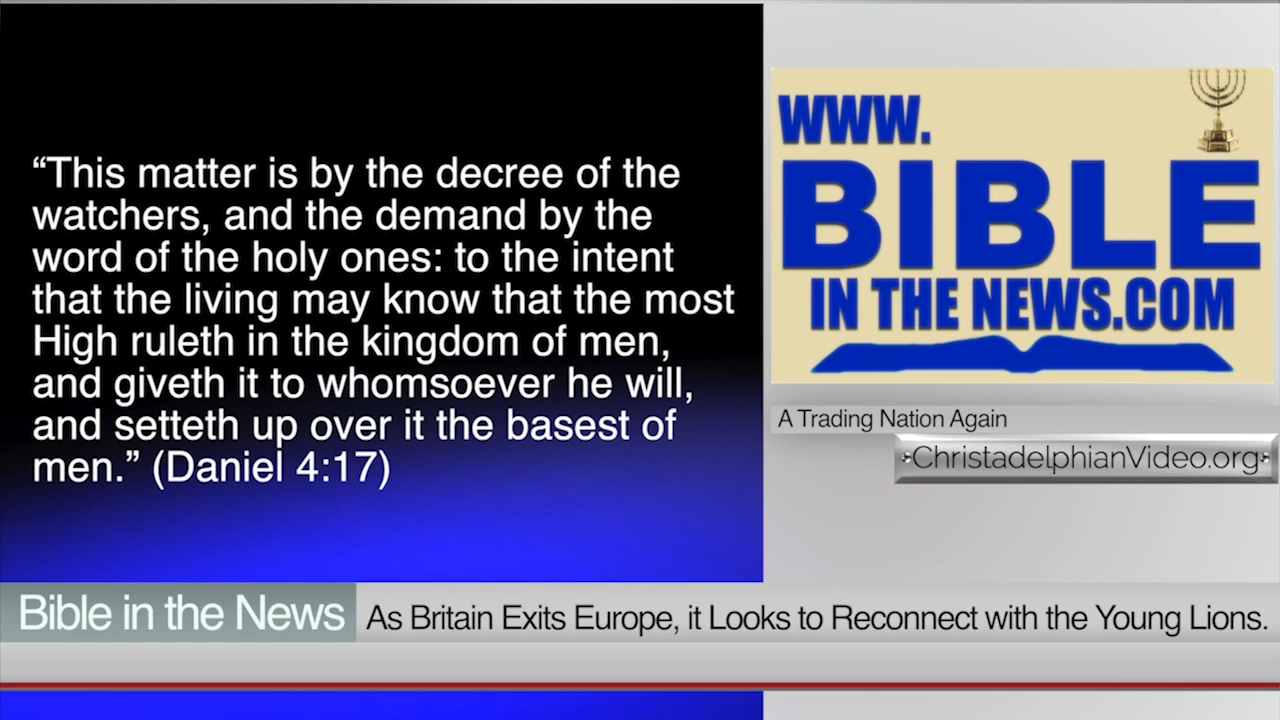 “This matter is by the decree of the
watchers, and the demand by the
word of the holy ones: to the intent
that the living may know that the most
High ruleth in the kingdom of men,
and giveth it to whomsoever he will,
and setteth up over it the basest of
men.” (Daniel 4:17)
WWW.
BIBLE
IN THE NEWS.COM
A Trading Nation Again
ChristadelphianVideo.org
Bible in the News
As Britain Exits Europe, it Looks to Reconnect with the Young Lions.